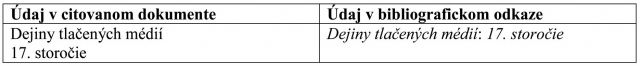 Údaj v citovanom dokumente Údaj v bibliografickom odkaze
Dejiny tlačených médií Dejiny tlačených médií: 17. storočie
17. storočie